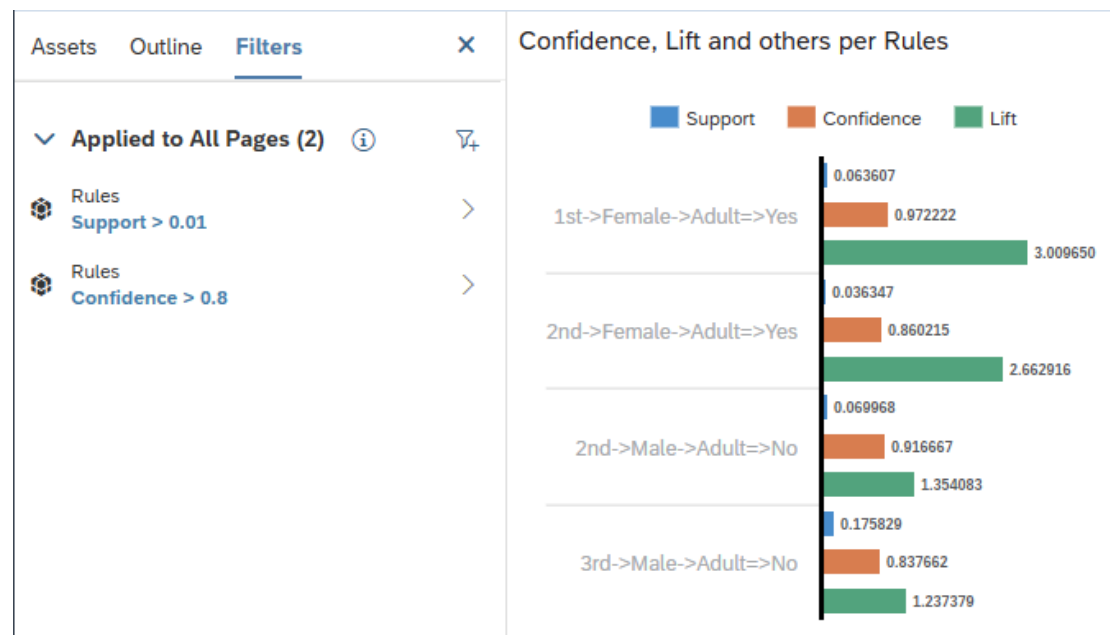 Assets Outline Filters ×
Applied to All Pages (2)
Rules
Support > 0.01
Rules
Confidence > 0.8
Confidence, Lift and others per Rules
Support Confidence Lift
1st->Female->Adult=>Yes
0.063607
0.972222
3.009650
2nd->Female->Adult=>Yes
0.036347
0.860215
2.662916
2nd->Male->Adult=>No
0.069968
0.916667
1.354083
3rd->Male->Adult=>No
0.175829
0.837662
1.237379